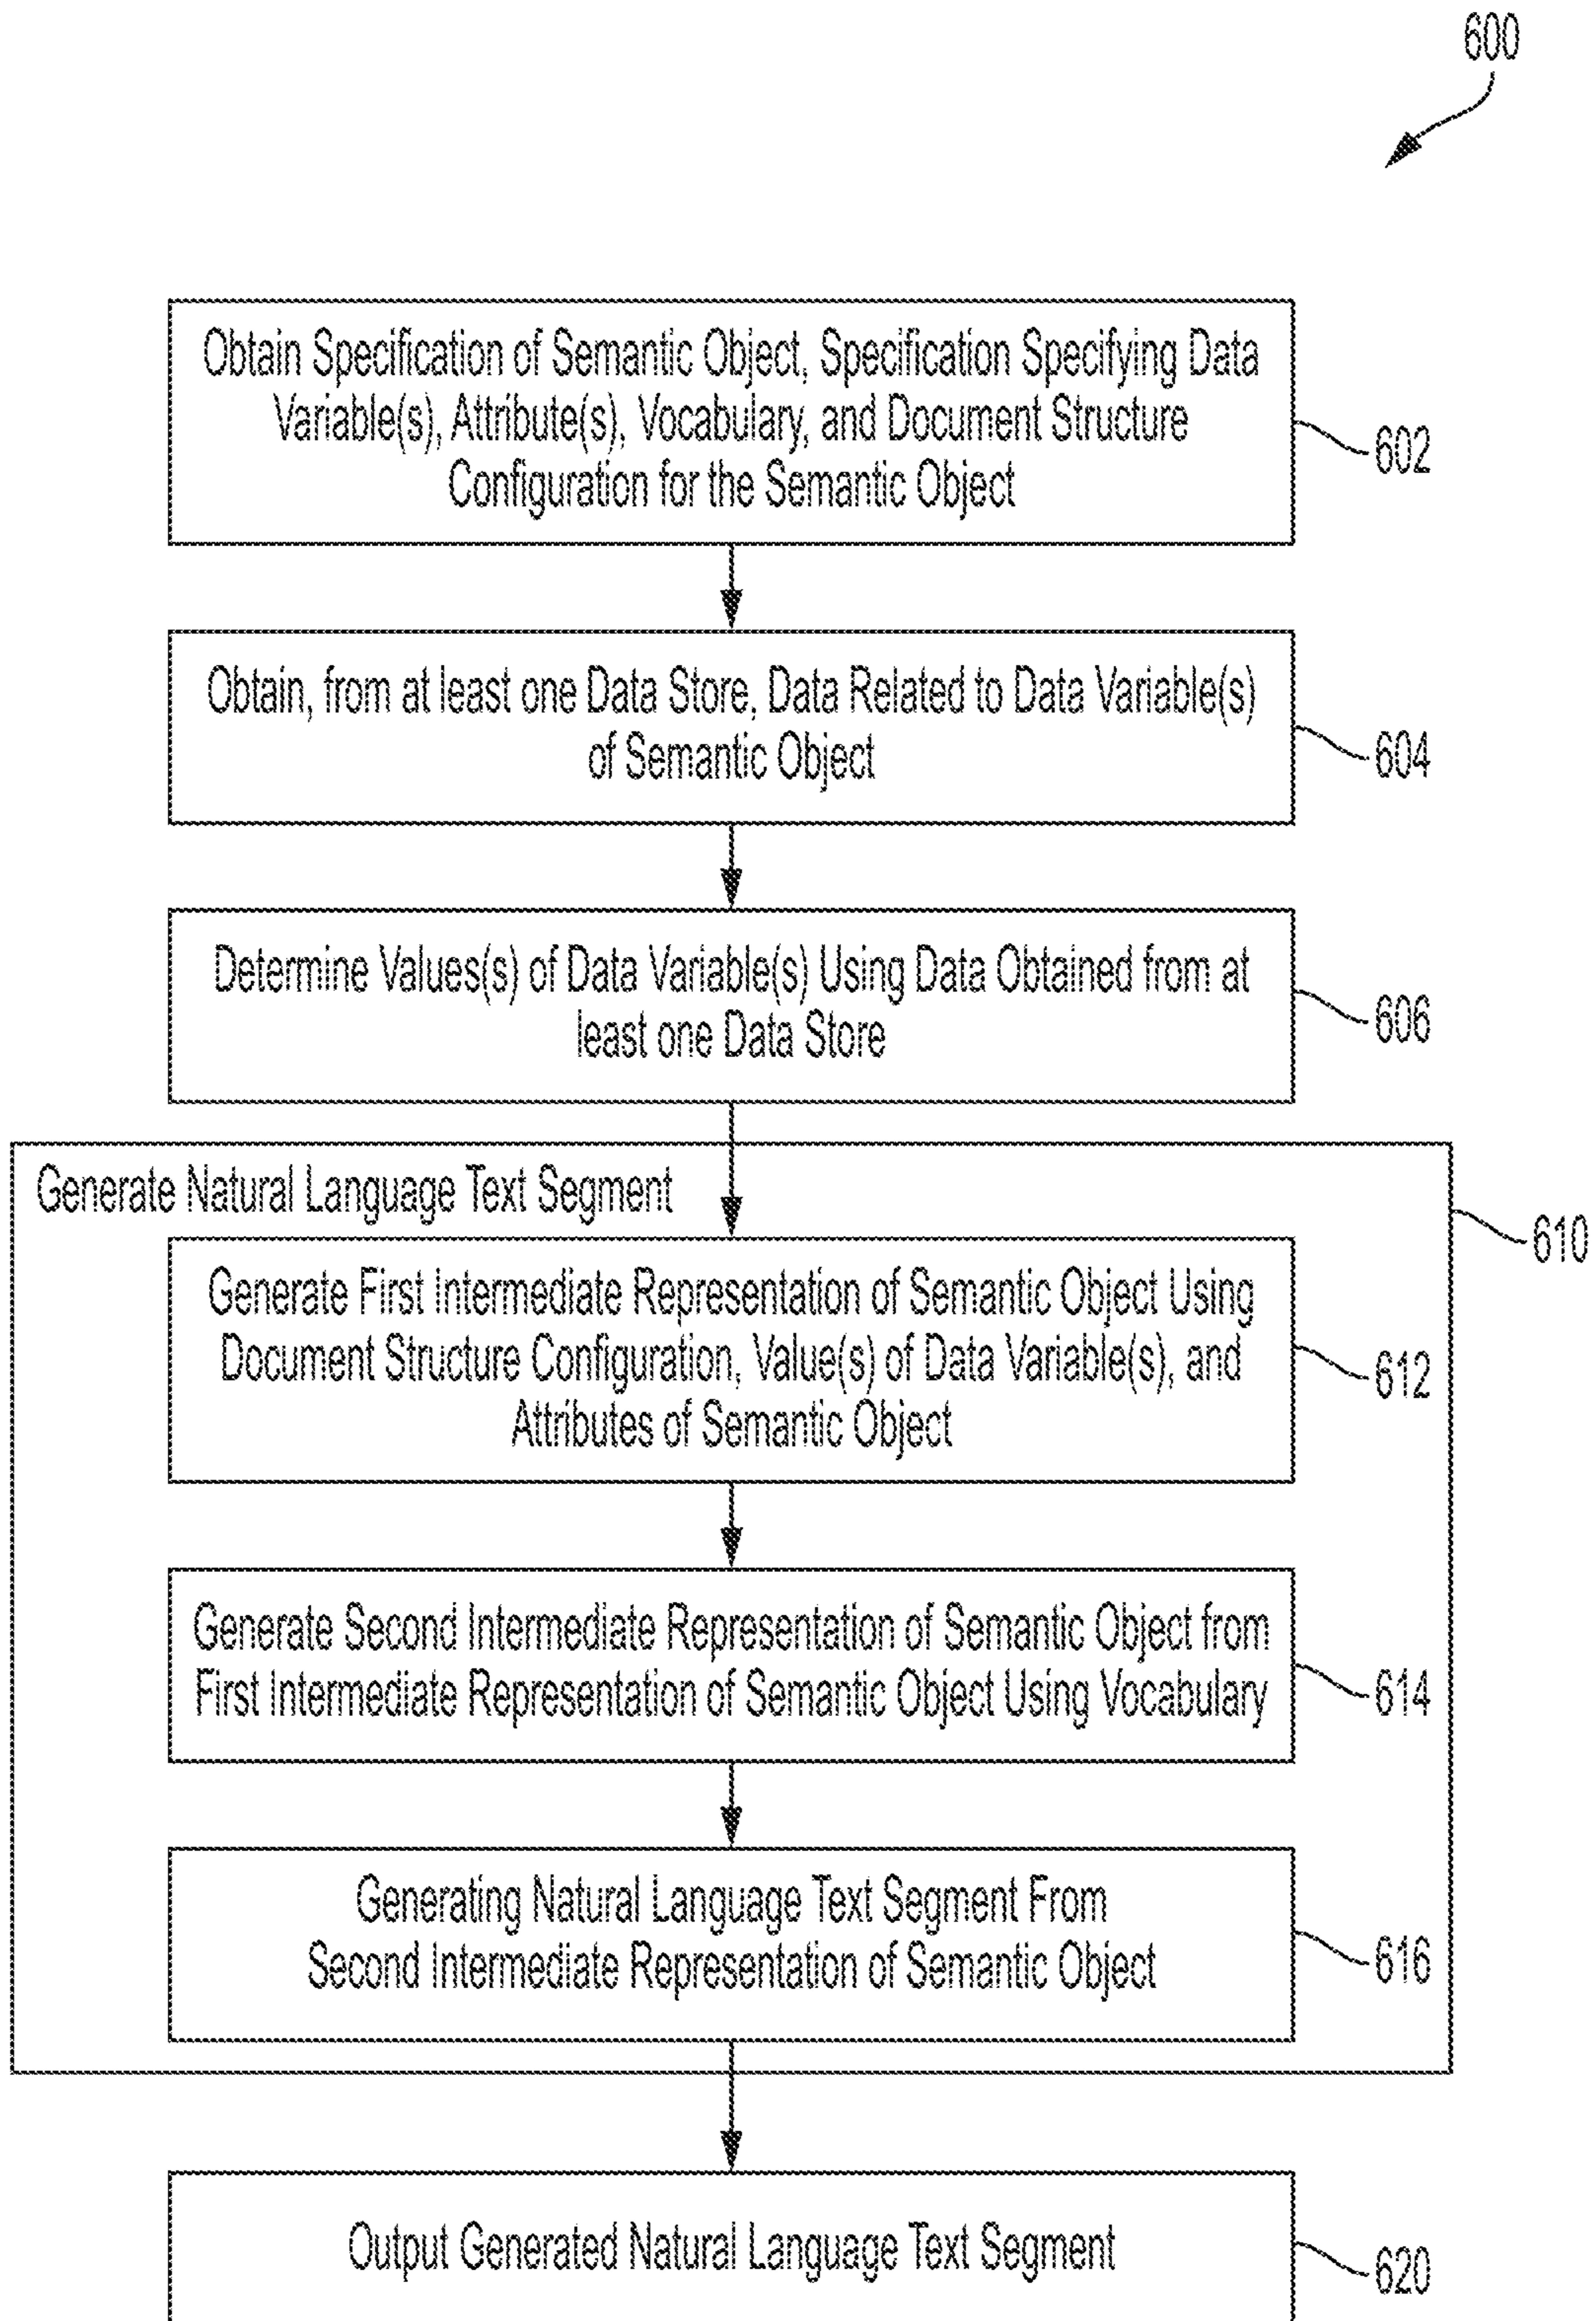 600
Obtain Specification of Semantic Object, Specification Specifying Data
Variable(s), Attribute(s), Vocabulary, and Document Structure
Configuration for the Semantic Object
602
Obtain, from at least one Data Store, Data Related to Data Variable(s)
of Semantic Object
604
Determine Values(s) of Data Variable(s) Using Data Obtained from at
least one Data Store
606
Generate Natural Language Text Segment
610
Generate First Intermediate Representation of Semantic Object Using
Document Structure Configuration, Value(s) of Data Variable(s), and
Attributes of Semantic Object
612
Generate Second Intermediate Representation of Semantic Object from
First Intermediate Representation of Semantic Object Using Vocabulary
614
Generating Natural Language Text Segment From
Second Intermediate Representation of Semantic Object
616
Output Generated Natural Language Text Segment
620